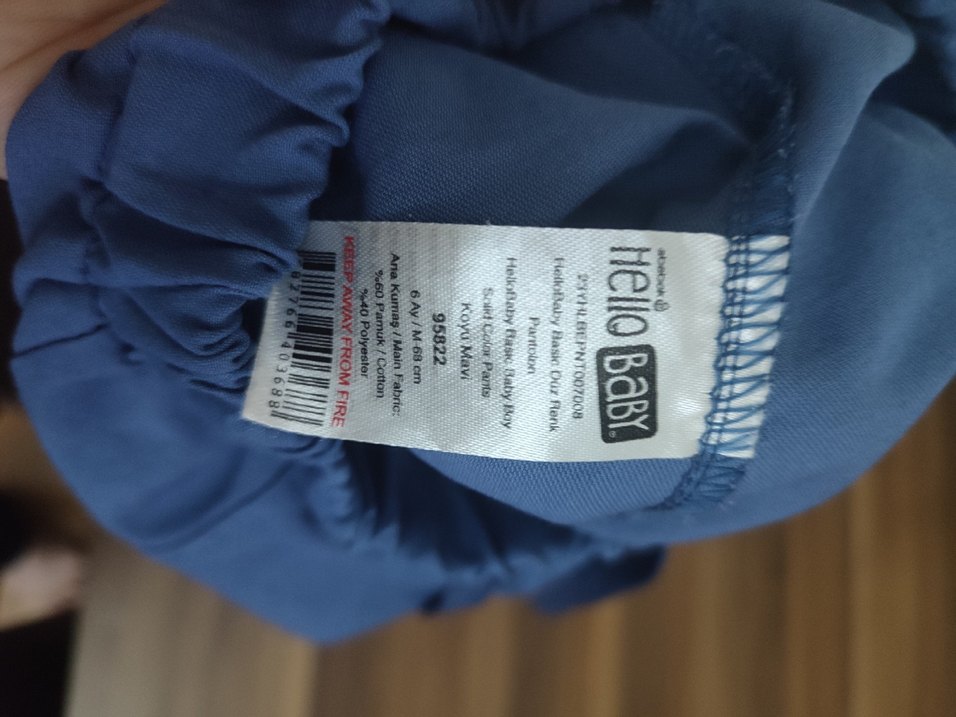 ebebek
Hello BaBY®
23YHLBEPNT007008
HelloBaby Basic Düz Renk
Pantolon
HelloBaby Basic Baby Boy
Solid Color Pants
Koyu Mavi
95822
6 Ay / M-68 cm
Ana Kumaş / Main Fabric:
%60 Pamuk / Cotton
%40 Polyester
KEEP AWAY FROM FIRE